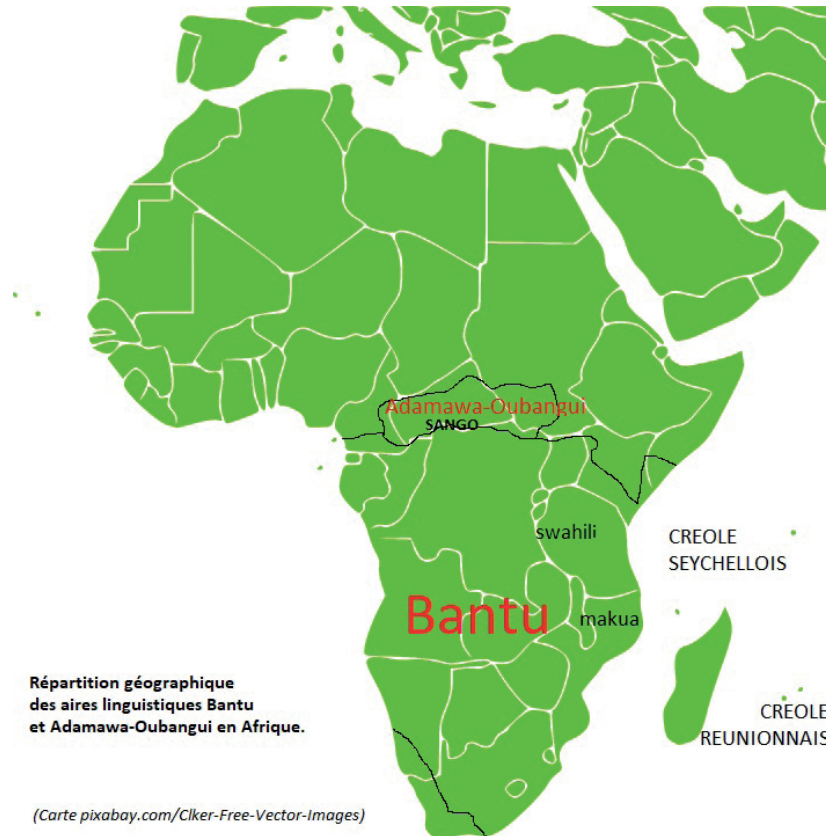 Adamawa-Oubangui
SANGO
swahili
CREOLE
SEYCHELLOIS
Bantu
makua
Répartition géographique
des aires linguistiques Bantu
et Adamawa-Oubangui en Afrique.
CREOLE
REUNIONNAIS
(Carte pixabay.com/Clker-Free-Vector-Images)